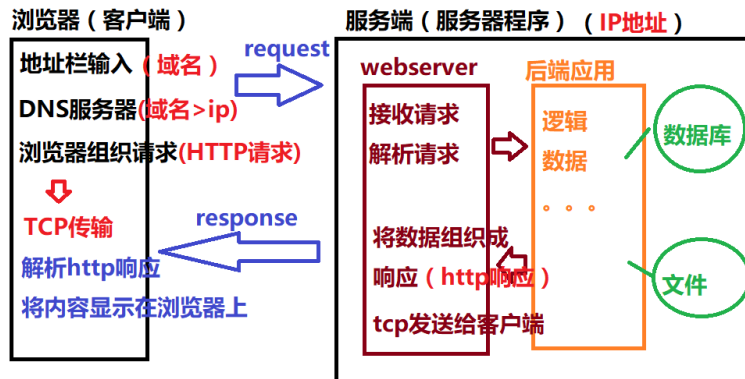 浏览器（客户端）
地址栏输入（域名）
DNS服务器(域名>ip)
浏览器组织请求(HTTP请求)
TCP传输
解析http响应
将内容显示在浏览器上
request
response
服务端（服务器程序）（IP地址）
webserver
接收请求
解析请求
将数据组织成
响应（http响应）
tcp发送给客户端
后端应用
逻辑
数据
。。。
数据库
文件